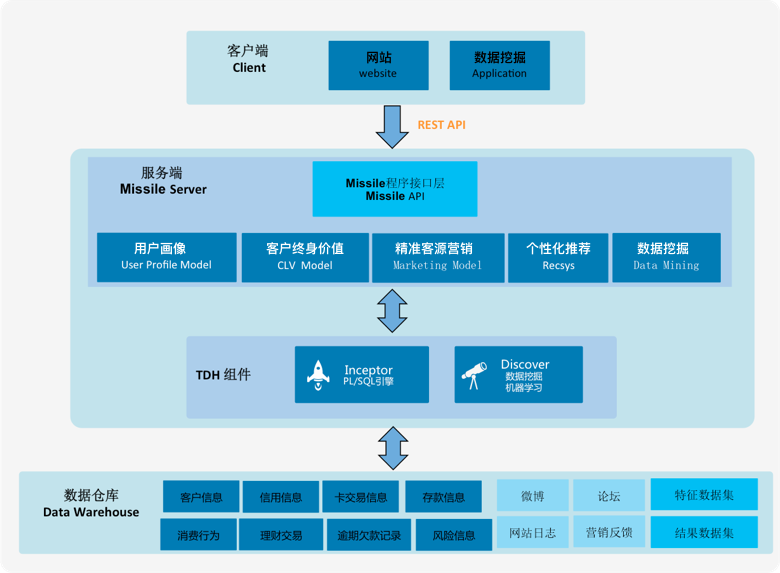 客户端
Client
网站
website
数据挖掘
Application
REST API
服务端
Missile Server
Missile程序接口层
Missile API
用户画像
User Profile Model
客户终身价值
CLV Model
精准客源营销
Marketing Model
个性化推荐
Recsys
数据挖掘
Data Mining
TDH 组件
Inceptor
PL/SQL引擎
Discover
数据挖掘
机器学习
数据仓库
Data Warehouse
客户信息
信用信息
卡交易信息
存款信息
微博
论坛
特征数据集
消费行为
理财交易
逾期欠款记录
风险信息
网站日志
营销反馈
结果数据集